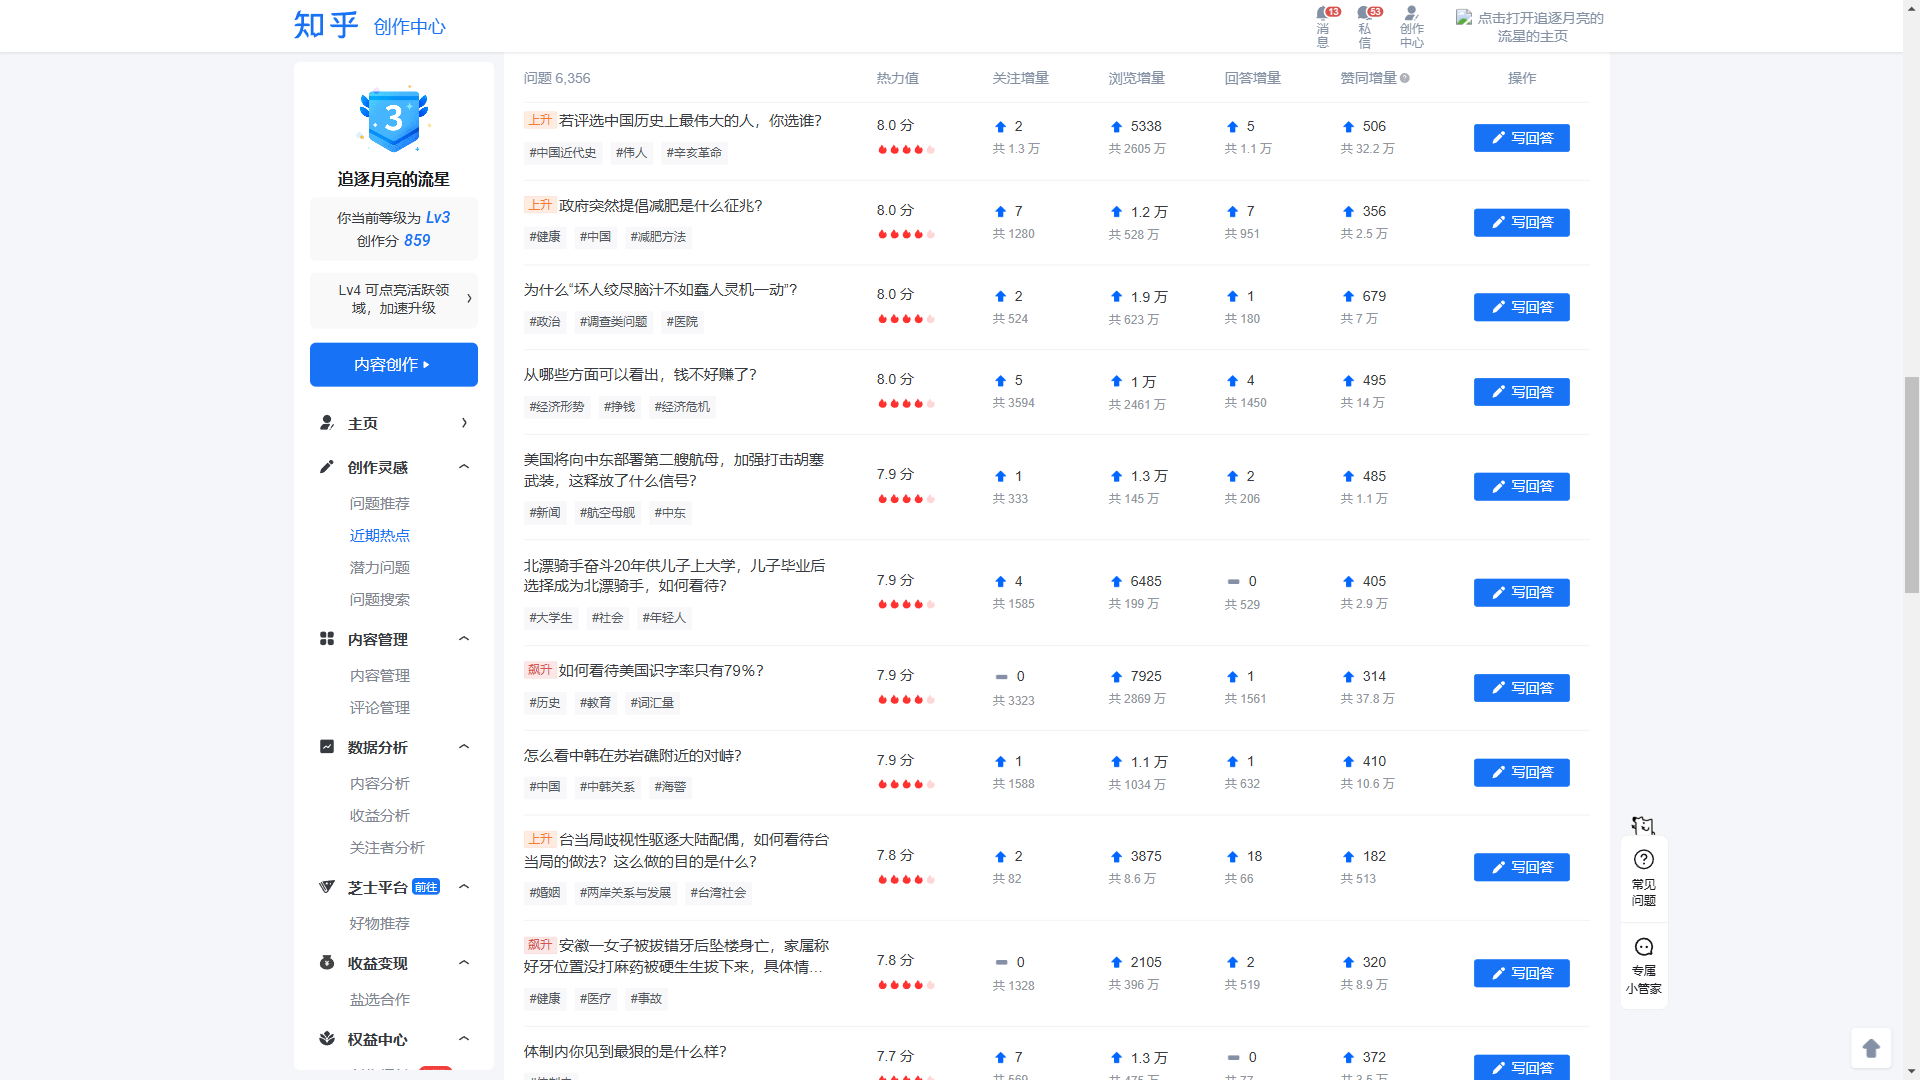 知乎 创作中心
13
消息
53
私信
创作中心
点击打开追逐月亮的流星的主页
3
追逐月亮的流星
你当前等级为 Lv3
创作分 859
Lv4 可点亮活跃领
域，加速升级
内容创作
主页
创作灵感
问题推荐
近期热点
潜力问题
问题搜索
内容管理
内容管理
评论管理
数据分析
内容分析
收益分析
关注者分析
芝士平台 前往
好物推荐
收益变现
盐选合作
权益中心
问题 6,356 热力值 关注增量 浏览增量 回答增量 赞同增量 操作
上升 若评选中国历史上最伟大的人，你选谁？
#中国近代史 #伟人 #辛亥革命
8.0 分 2 5338 5 506 写回答
共 1.3 万 共 2605 万 共 1.1 万 共 32.2 万
上升 政府突然提倡减肥是什么征兆？
#健康 #中国 #减肥方法
8.0 分 7 1.2 万 7 356 写回答
共 1280 共 528 万 共 951 共 2.5 万
为什么“坏人绞尽脑汁不如蠢人灵机一动”？
#政治 #调查类问题 #医院
8.0 分 2 1.9 万 1 679 写回答
共 524 共 623 万 共 180 共 7 万
从哪些方面可以看出，钱不好赚了？
#经济形势 #挣钱 #经济危机
8.0 分 5 1 万 4 495 写回答
共 3594 共 2461 万 共 1450 共 14 万
美国将向中东部署第二艘航母，加强打击胡塞
武装，这释放了什么信号？
#新闻 #航空母舰 #中东
7.9 分 1 1.3 万 2 485 写回答
共 333 共 145 万 共 206 共 1.1 万
北漂骑手奋斗20年供儿子上大学，儿子毕业后
选择成为北漂骑手，如何看待？
#大学生 #社会 #年轻人
7.9 分 4 6485 0 405 写回答
共 1585 共 199 万 共 529 共 2.9 万
飙升 如何看待美国识字率只有79%？
#历史 #教育 #词汇量
7.9 分 0 7925 1 314 写回答
共 3323 共 2869 万 共 1561 共 37.8 万
怎么看中韩在苏岩礁附近的对峙？
#中国 #中韩关系 #海警
7.9 分 1 1.1 万 1 410 写回答
共 1588 共 1034 万 共 632 共 10.6 万
上升 台当局歧视性驱逐大陆配偶，如何看待台
当局的做法？这么做的目的是什么？
#婚姻 #两岸关系与发展 #台湾社会
7.8 分 2 3875 18 182 写回答
共 82 共 8.6 万 共 66 共 513
飙升 安徽一女子被拔错牙后坠楼身亡，家属称
好牙位置没打麻药被硬生生拔下来，具体情…
#健康 #医疗 #事故
7.8 分 0 2105 2 320 写回答
共 1328 共 396 万 共 519 共 8.9 万
体制内你见到最狠的是什么样？
7.7 分 7 1.3 万 0 372 写回答
常见
问题
专属
小管家